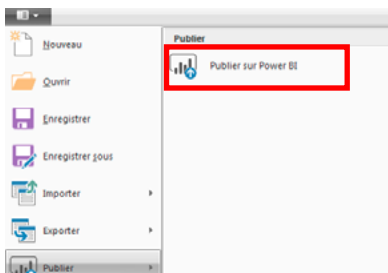 Nouveau
Ouvrir
Enregistrer
Enregistrer sous
Importer
Exporter
Publier
Publier
Publier sur Power BI